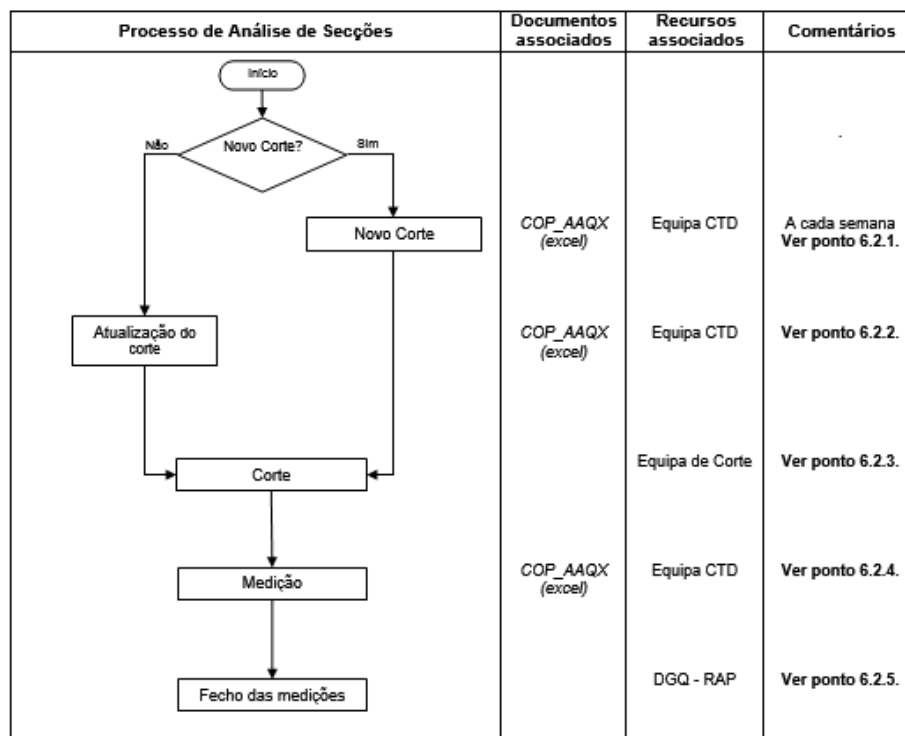 Processo de Análise de Secções
Documentos
associados
Recursos
associados
Comentários
Início
.
Novo Corte?
Não
Sim
Novo Corte
COP_AAQX
(excel)
Equipa CTD
A cada semana
Ver ponto 6.2.1.
Atualização do
corte
COP_AAQX
(excel)
Equipa CTD
Ver ponto 6.2.2.
Corte
Equipa de Corte
Ver ponto 6.2.3.
Medição
COP_AAQX
(excel)
Equipa CTD
Ver ponto 6.2.4.
Fecho das medições
DGQ - RAP
Ver ponto 6.2.5.